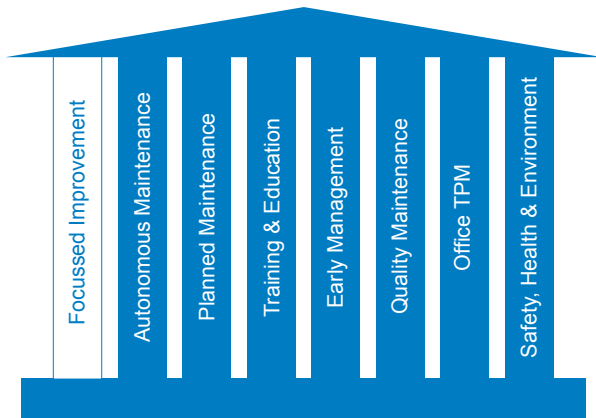 Focussed Improvement
Autonomous Maintenance
Planned Maintenance
Training & Education
Early Management
Quality Maintenance
Office TPM
Safety, Health & Environment